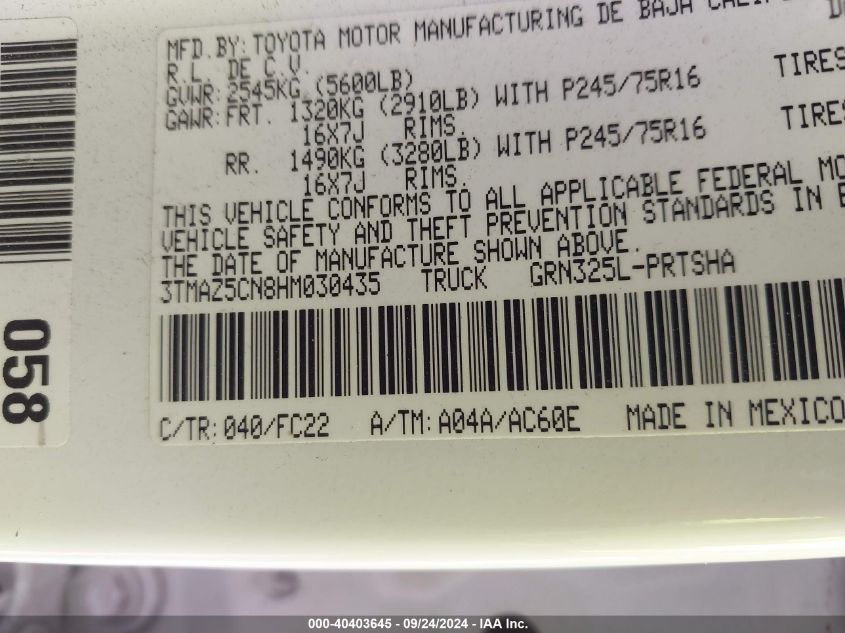 MFD.BY:TOYOTA MOTOR MANUFACTURING DE BAJA
R.L. DE C.V.
GVWR:2545KG (5600LB)
GAWR:FRT. 1320KG (2910LB) WITH P245/75R16 TIRES
16X7J RIMS.
RR. 1490KG (3280LB) WITH P245/75R16 TIRES
16X7J RIMS.
THIS VEHICLE CONFORMS TO ALL APPLICABLE FEDERAL
VEHICLE SAFETY AND THEFT PREVENTION STANDARDS IN
THE DATE OF MANUFACTURE SHOWN ABOVE.
3TMAZ5CN8HM030435 TRUCK GRN325L-PRTSHA
C/TR:040/FC22 A/TM:A04A/AC60E MADE IN MEXICO
058
000-40403645 - 09/24/2024 - IAA Inc.